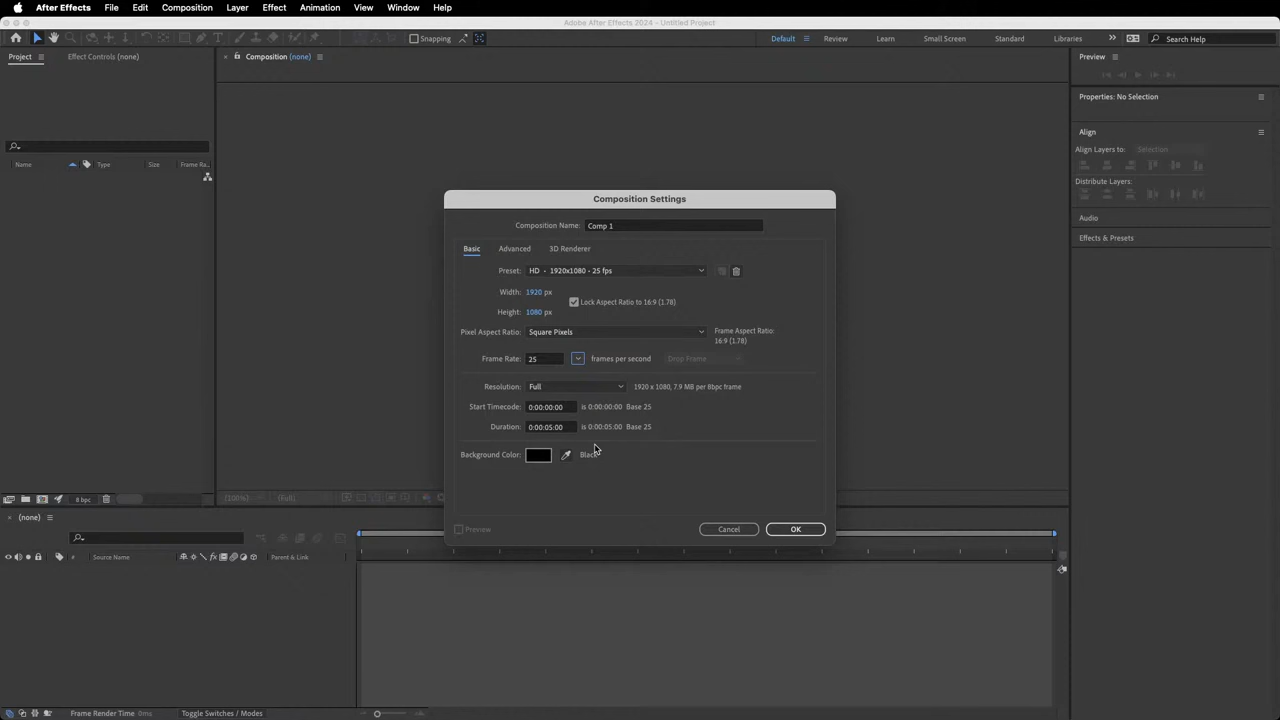 After Effects File Edit Composition Layer Effect Animation View Window Help
Adobe After Effects 2024 - Untitled Project
Snapping Default Review Learn Small Screen Standard Libraries Search Help
Project Effect Controls (none) Composition (none) Preview
Properties: No Selection
Align
Align Layers to: Selection
Name Type Size Frame Ra..
Distribute Layers:
Composition Settings
Audio
Composition Name: Comp 1
Effects & Presets
Basic Advanced 3D Renderer
Preset: HD • 1920x1080 • 25 fps
Width: 1920 px
Lock Aspect Ratio to 16:9 (1.78)
Height: 1080 px
Pixel Aspect Ratio: Square Pixels Frame Aspect Ratio:
16:9 (1.78)
Frame Rate: 25 frames per second Drop Frame
Resolution: Full 1920 x 1080, 7.9 MB per 8bpc frame
Start Timecode: 0:00:00:00 is 0:00:00:00 Base 25
Duration: 0:00:05:00 is 0:00:05:00 Base 25
Background Color: Black
8 bpc (100%) (Full)
(none)
Preview Cancel OK
# Source Name Parent & Link
Frame Render Time 0ms Toggle Switches / Modes